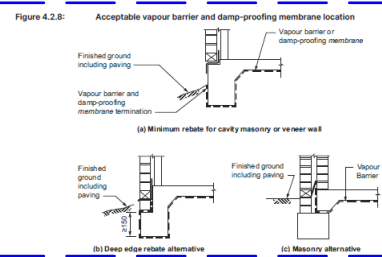 Figure 4.2.8: Acceptable vapour barrier and damp-proofing membrane location
Vapour barrier or
damp-proofing membrane
Finished ground
including paving
Vapour barrier and
damp-proofing
membrane termination
(a) Minimum rebate for cavity masonry or veneer wall
Finished
ground
including
paving
≥150
(b) Deep edge rebate alternative
Finished ground
including paving
Vapour
Barrier
(c) Masonry alternative